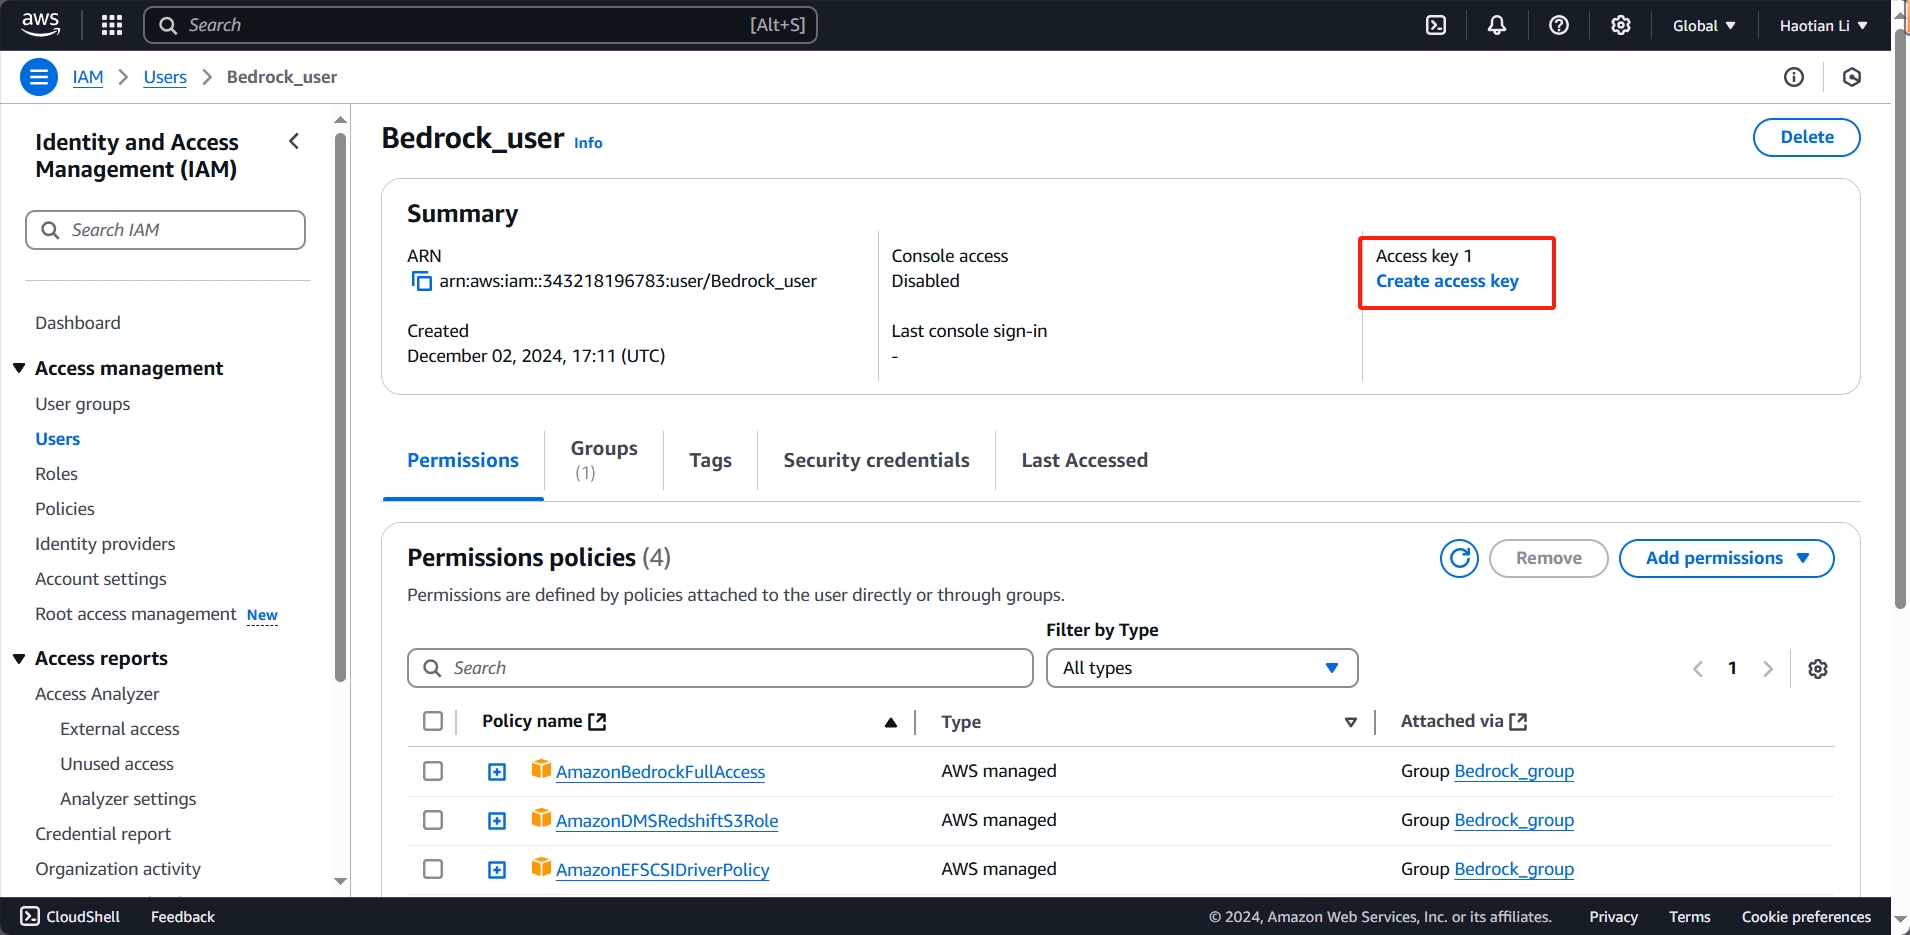 aws
Search [Alt+S]
Global
Haotian Li
IAM > Users > Bedrock_user
Identity and Access
Management (IAM)
Search IAM
Dashboard
Access management
User groups
Users
Roles
Policies
Identity providers
Account settings
Root access management New
Access reports
Access Analyzer
External access
Unused access
Analyzer settings
Credential report
Organization activity
Bedrock_user Info
Delete
Summary
ARN
arn:aws:iam::343218196783:user/Bedrock_user
Created
December 02, 2024, 17:11 (UTC)
Console access
Disabled
Last console sign-in
-
Access key 1
Create access key
Permissions
Groups
(1)
Tags
Security credentials
Last Accessed
Permissions policies (4)
Remove
Add permissions
Permissions are defined by policies attached to the user directly or through groups.
Filter by Type
Search
All types
1
Policy name Type Attached via
AmazonBedrockFullAccess AWS managed Group Bedrock_group
AmazonDMSRedshiftS3Role AWS managed Group Bedrock_group
AmazonEFSCSIDriverPolicy AWS managed Group Bedrock_group
CloudShell Feedback © 2024, Amazon Web Services, Inc. or its affiliates. Privacy Terms Cookie preferences